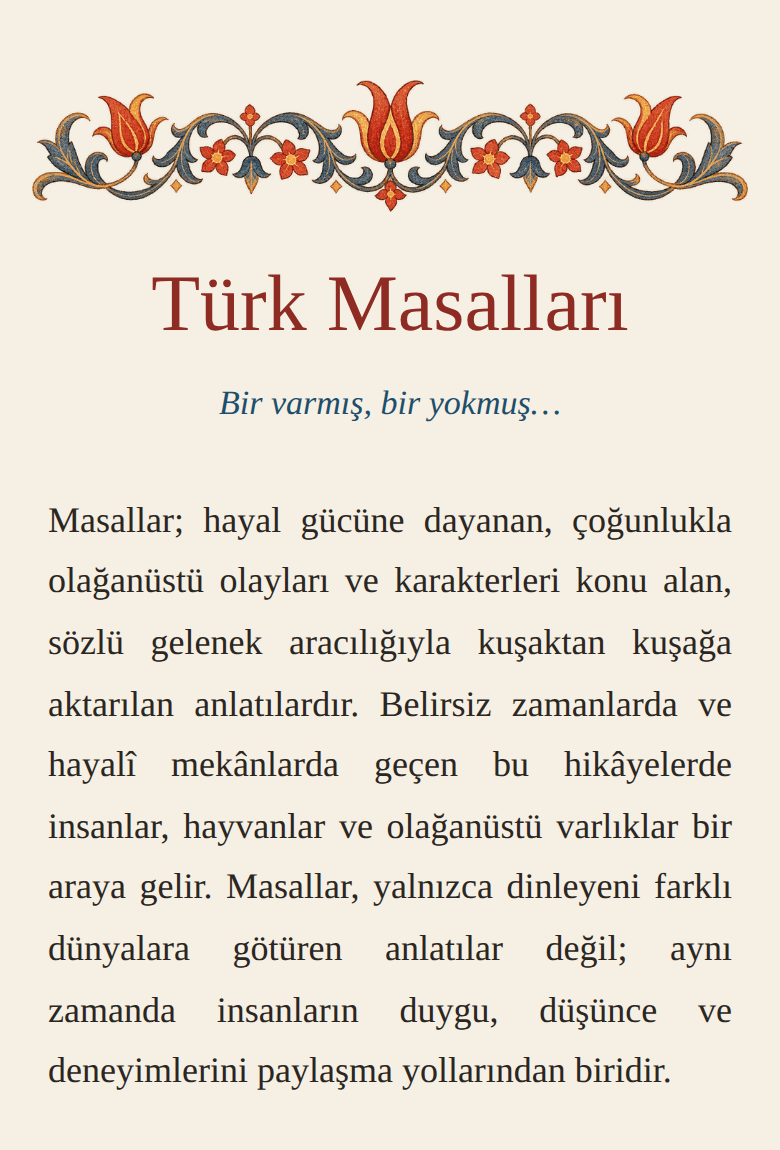 Türk Masalları
Bir varmış, bir yokmuş…
Masallar; hayal gücüne dayanan, çoğunlukla
olağanüstü olayları ve karakterleri konu alan,
sözlü gelenek aracılığıyla kuşaktan kuşağa
aktarılan anlatılardır. Belirsiz zamanlarda ve
hayalî mekânlarda geçen bu hikâyelerde
insanlar, hayvanlar ve olağanüstü varlıklar bir
araya gelir. Masallar, yalnızca dinleyeni farklı
dünyalara götüren anlatılar değil; aynı
zamanda insanların duygu, düşünce ve
deneyimlerini paylaşma yollarından biridir.